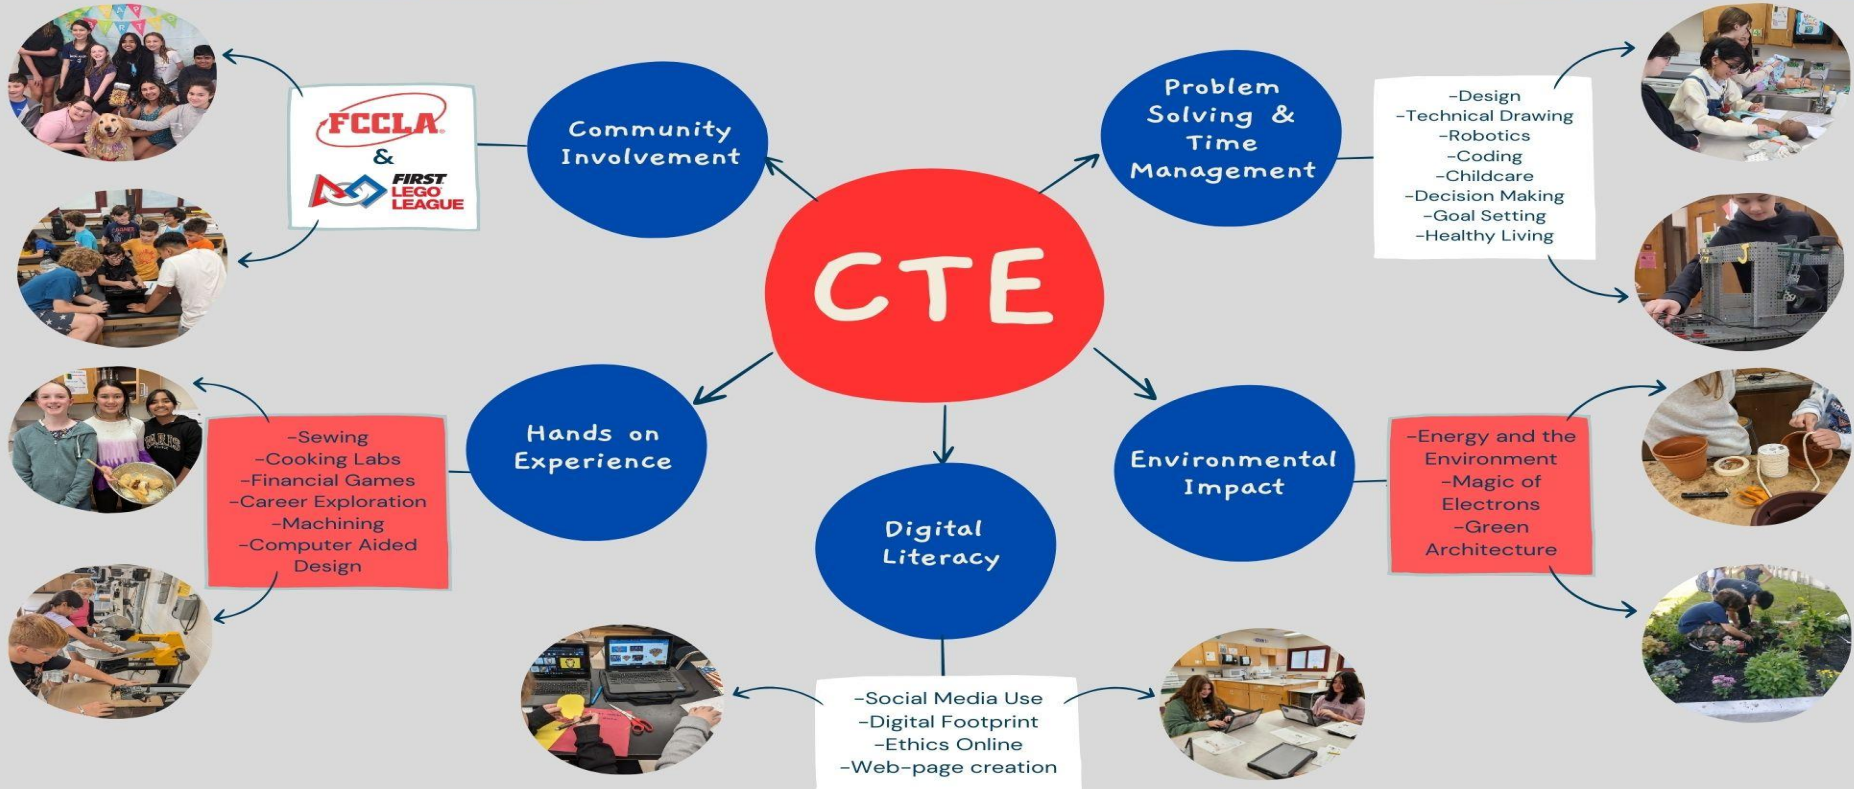 CTE
Community
Involvement
FCCLA
&
FIRST
LEGO
LEAGUE
Problem
Solving &
Time
Management
-Design
-Technical Drawing
-Robotics
-Coding
-Childcare
-Decision Making
-Goal Setting
-Healthy Living
Hands on
Experience
-Sewing
-Cooking Labs
-Financial Games
-Career Exploration
-Machining
-Computer Aided
Design
Digital
Literacy
-Social Media Use
-Digital Footprint
-Ethics Online
-Web-page creation
Environmental
Impact
-Energy and the
Environment
-Magic of
Electrons
-Green
Architecture